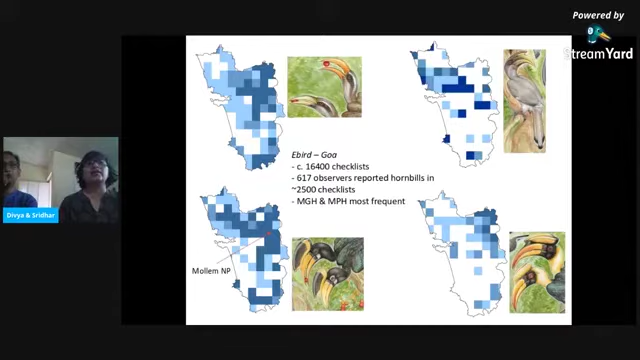 Powered by
StreamYard
Ebird – Goa
- c. 16400 checklists
- 617 observers reported hornbills in
~2500 checklists
- MGH & MPH most frequent
Divya & Sridhar
Mollem NP